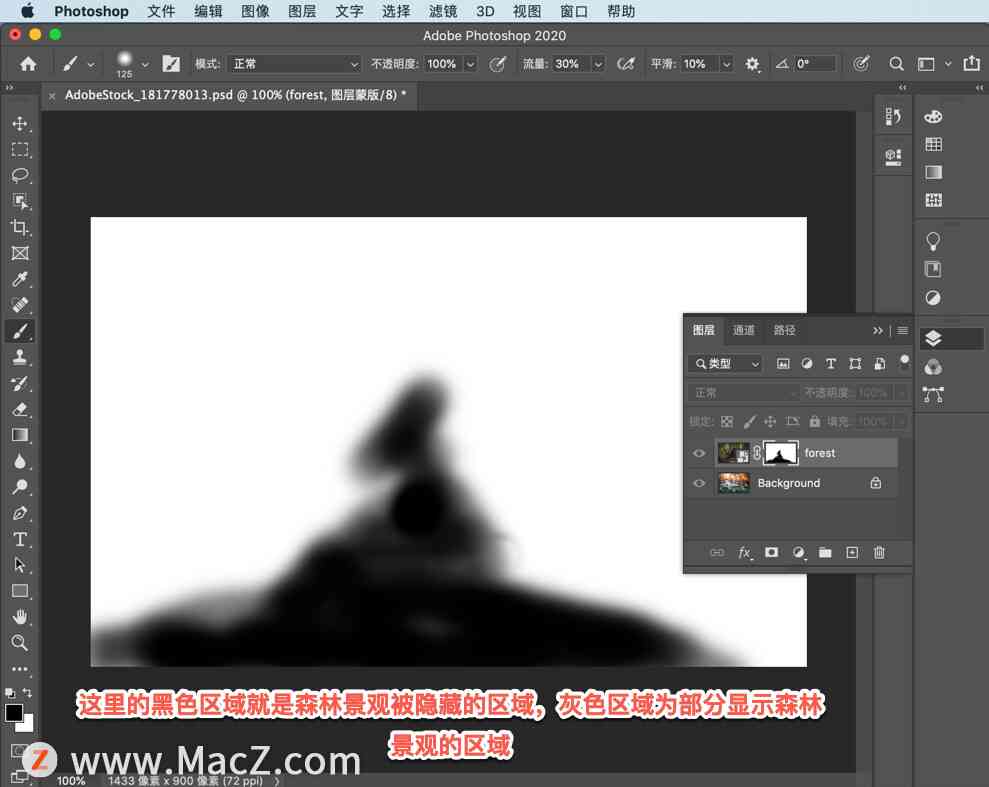 Photoshop 文件 编辑 图像 图层 文字 选择 滤镜 3D 视图 窗口 帮助
Adobe Photoshop 2020
125 模式: 正常 不透明度: 100% 流量: 30% 平滑: 10% 0°
AdobeStock_181778013.psd @ 100% (forest, 图层蒙版/8) *
图层 通道 路径
类型
正常 不透明度: 100%
锁定: 填充: 100%
forest
Background
fx
这里的黑色区域就是森林景观被隐藏的区域，灰色区域为部分显示森林
景观的区域
Z www.MacZ.com
100% 1433 像素 x 900 像素 (72 ppi)